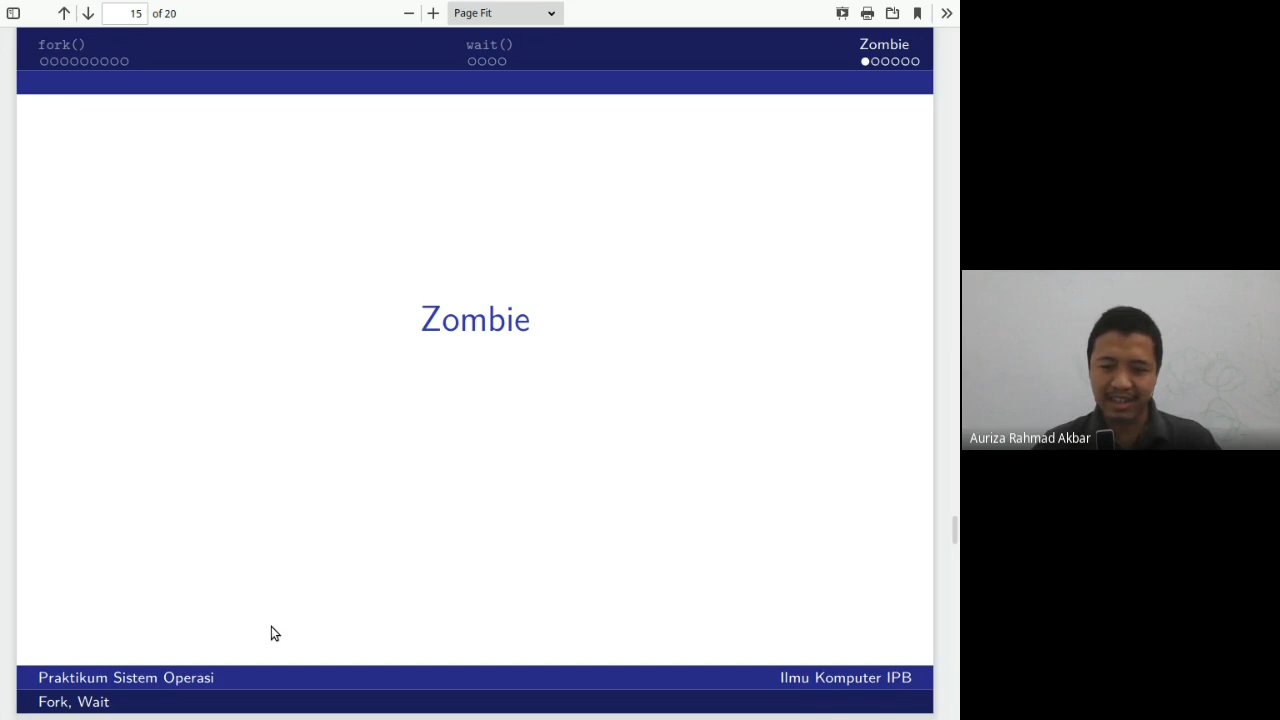 15 of 20
Page Fit
fork()
wait()
Zombie
Zombie
Auriza Rahmad Akbar
Praktikum Sistem Operasi
Ilmu Komputer IPB
Fork, Wait